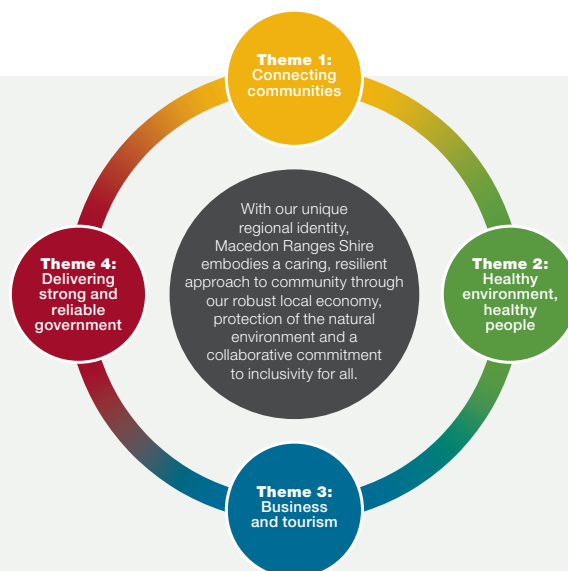 Theme 1:
Connecting
communities
With our unique
regional identity,
Macedon Ranges Shire
embodies a caring, resilient
approach to community through
our robust local economy,
protection of the natural
environment and a
collaborative commitment
to inclusivity for all.
Theme 4:
Delivering
strong and
reliable
government
Theme 2:
Healthy
environment,
healthy
people
Theme 3:
Business
and tourism